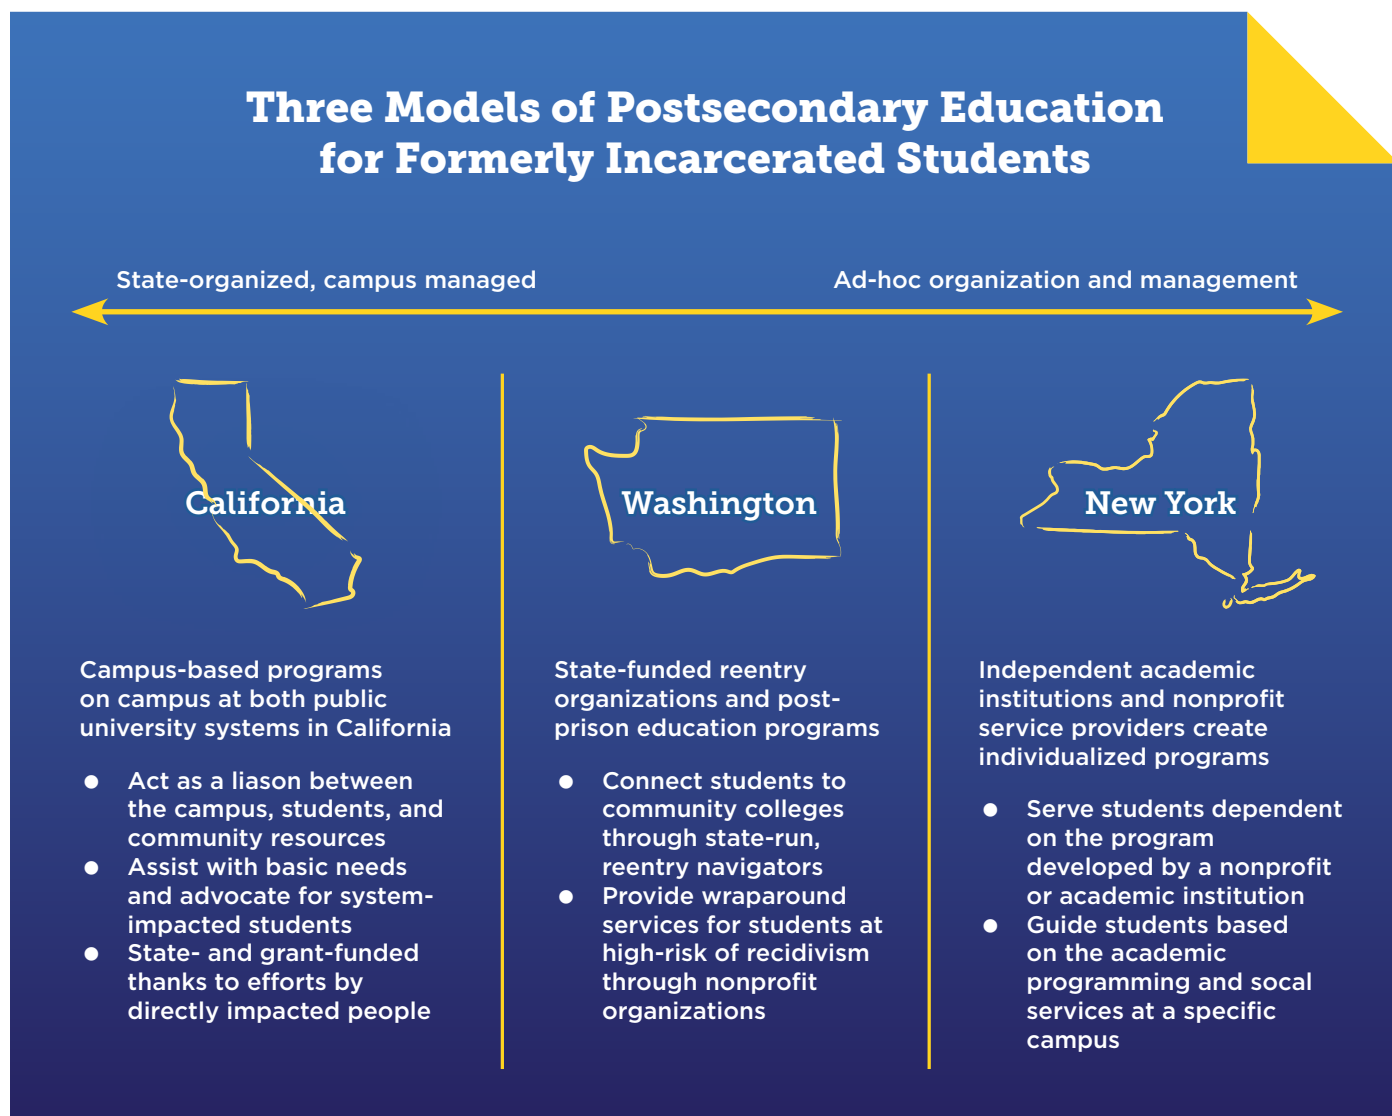 Three Models of Postsecondary Education
for Formerly Incarcerated Students
State-organized, campus managed
Ad-hoc organization and management
California
Campus-based programs
on campus at both public
university systems in California
● Act as a liason between
the campus, students, and
community resources
● Assist with basic needs
and advocate for system-
impacted students
● State- and grant-funded
thanks to efforts by
directly impacted people
Washington
State-funded reentry
organizations and post-
prison education programs
● Connect students to
community colleges
through state-run,
reentry navigators
● Provide wraparound
services for students at
high-risk of recidivism
through nonprofit
organizations
New York
Independent academic
institutions and nonprofit
service providers create
individualized programs
● Serve students dependent
on the program
developed by a nonprofit
or academic institution
● Guide students based
on the academic
programming and socal
services at a specific
campus